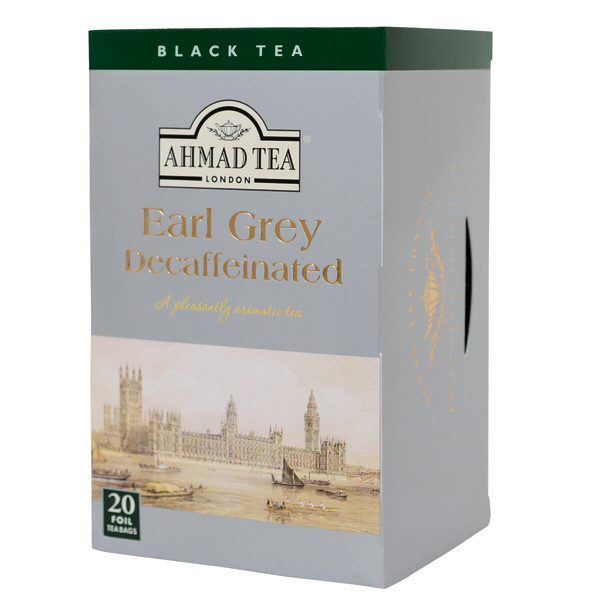 BLACK TEA
AHMAD TEA
LONDON
®
Earl Grey
Decaffeinated
A pleasantly aromatic tea
20
FOIL
TEABAGS